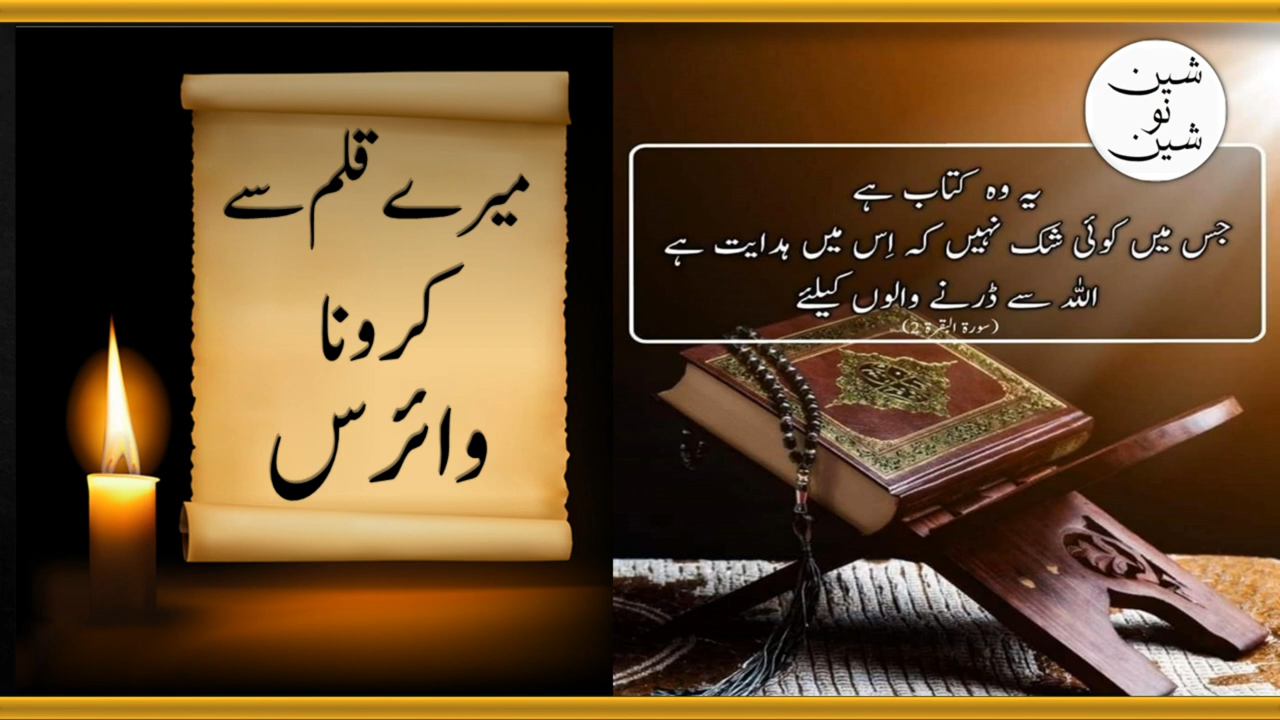 میرے قلم سے
کرونا
وائرس
شین
نو
شین
یہ وہ کتاب ہے
جس میں کوئی شک نہیں کہ اِس میں ہدایت ہے
اللہ سے ڈرنے والوں کیلئے
(سورۃ البقرۃ 2)